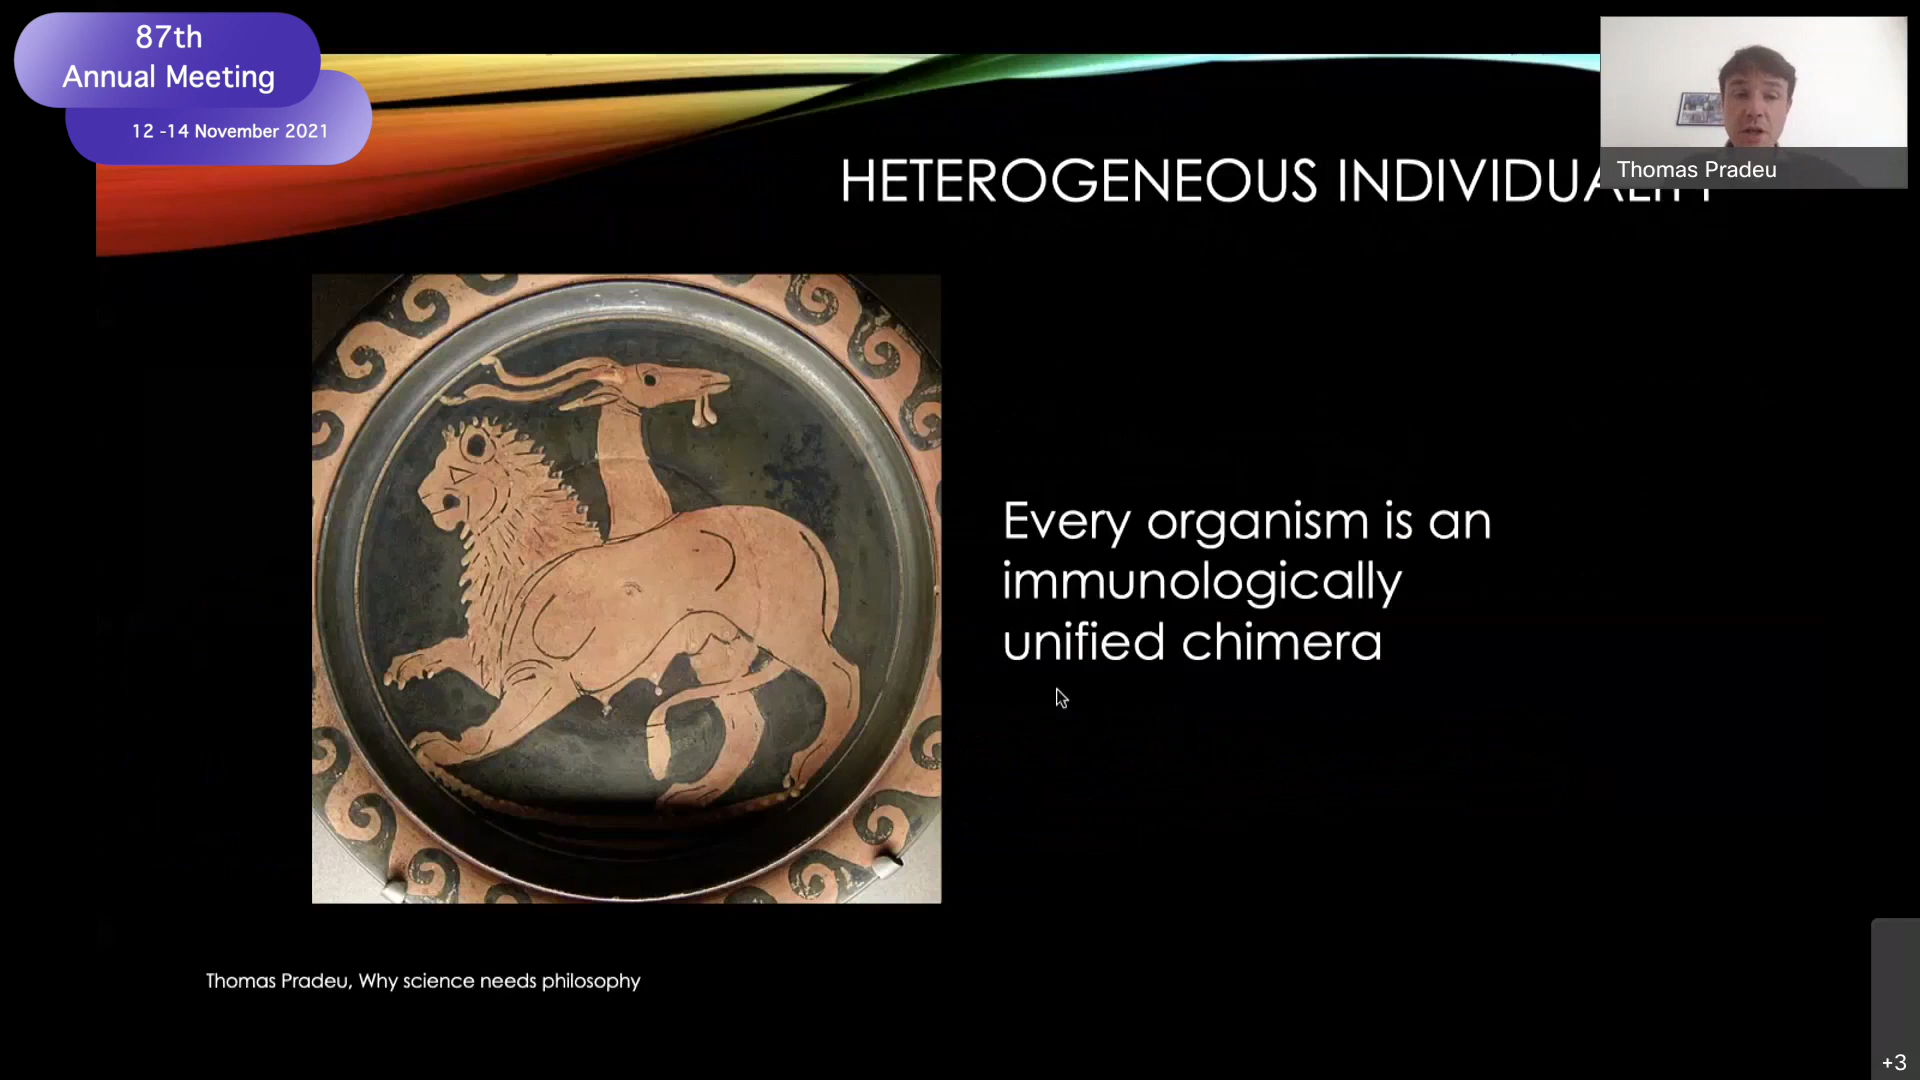 87th
Annual Meeting
12 -14 November 2021
Thomas Pradeu
HETEROGENEOUS INDIVIDUALITY
Every organism is an
immunologically
unified chimera
Thomas Pradeu, Why science needs philosophy
+3